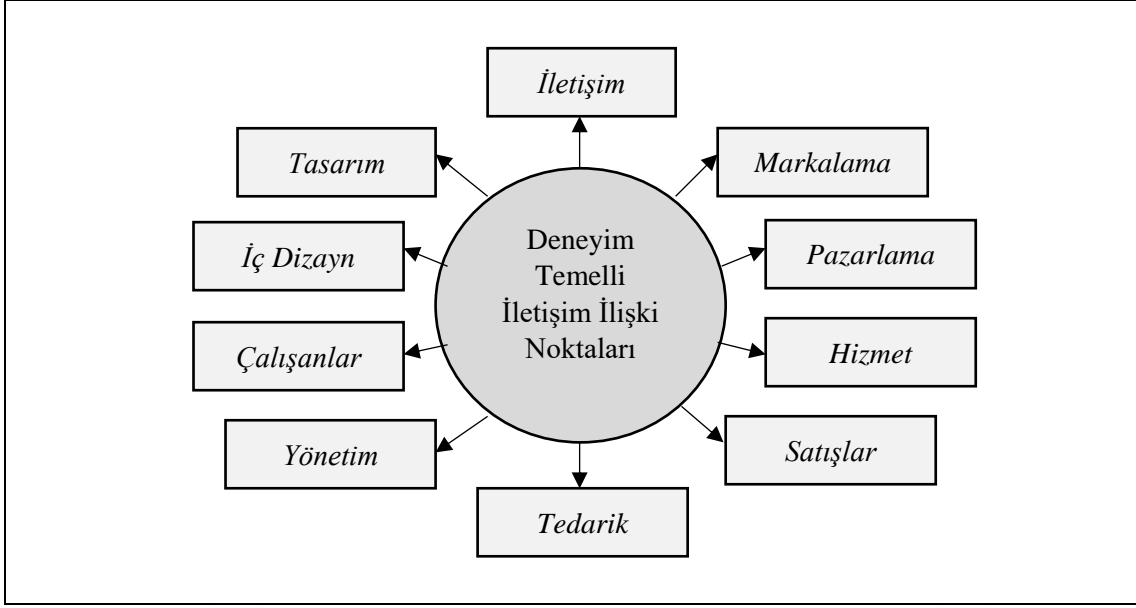 İletişim
Tasarım
Markalama
İç Dizayn
Deneyim
Temelli
İletişim İlişki
Noktaları
Pazarlama
Çalışanlar
Hizmet
Yönetim
Satışlar
Tedarik